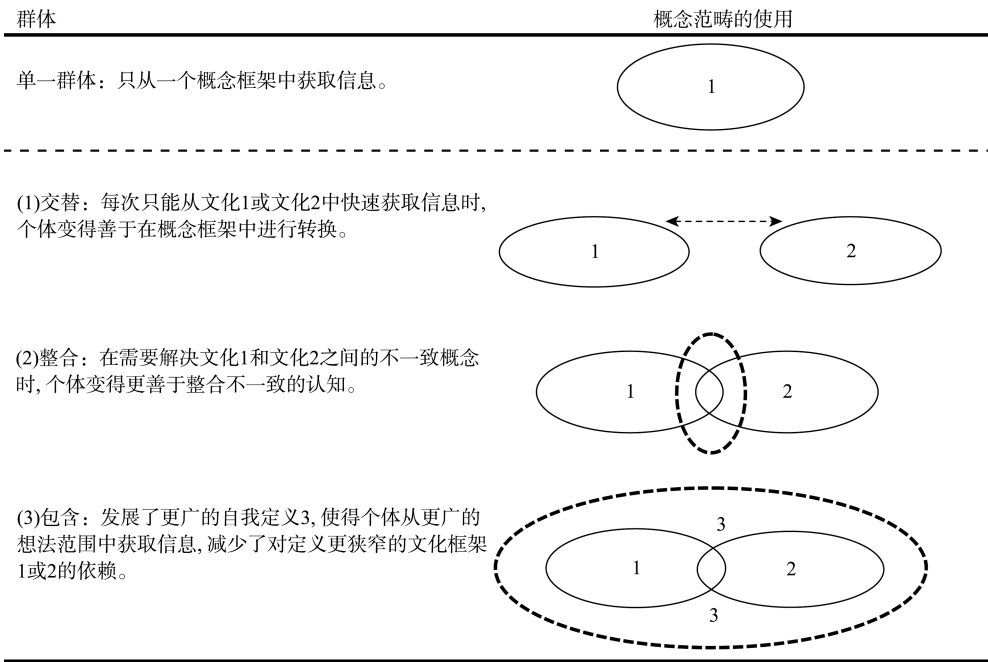 群体 概念范畴的使用
单一群体：只从一个概念框架中获取信息。
1
(1)交替：每次只能从文化1或文化2中快速获取信息时,
个体变得善于在概念框架中进行转换。
1 2
(2)整合：在需要解决文化1和文化2之间的不一致概念
时, 个体变得更善于整合不一致的认知。
1 2
(3)包含：发展了更广的自我定义3, 使得个体从更广的
想法范围中获取信息, 减少了对定义更狭窄的文化框架
1或2的依赖。
3
1 2
3